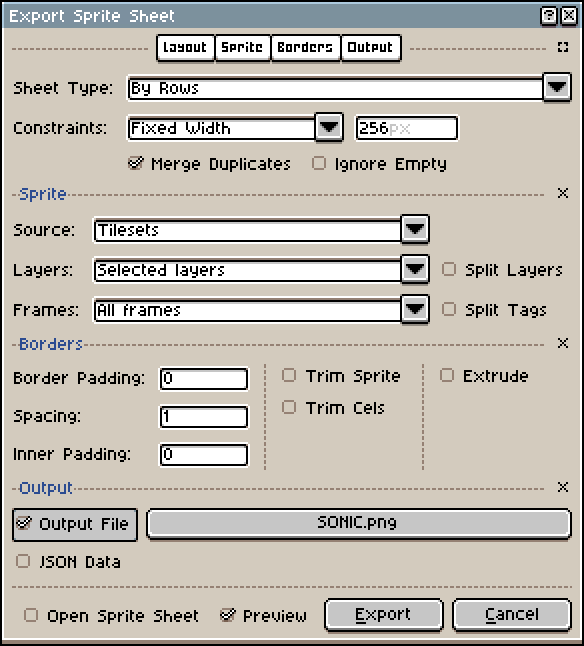 Export Sprite Sheet ? X
Layout Sprite Borders Output
Sheet Type: By Rows
Constraints: Fixed Width 256px
Merge Duplicates Ignore Empty
Sprite
Source: Tilesets
Layers: Selected layers Split Layers
Frames: All frames Split Tags
Borders
Border Padding: 0 Trim Sprite Extrude
Trim Cels
Spacing: 1
Inner Padding: 0
Output
Output File SONIC.png
JSON Data
Open Sprite Sheet Preview Export Cancel